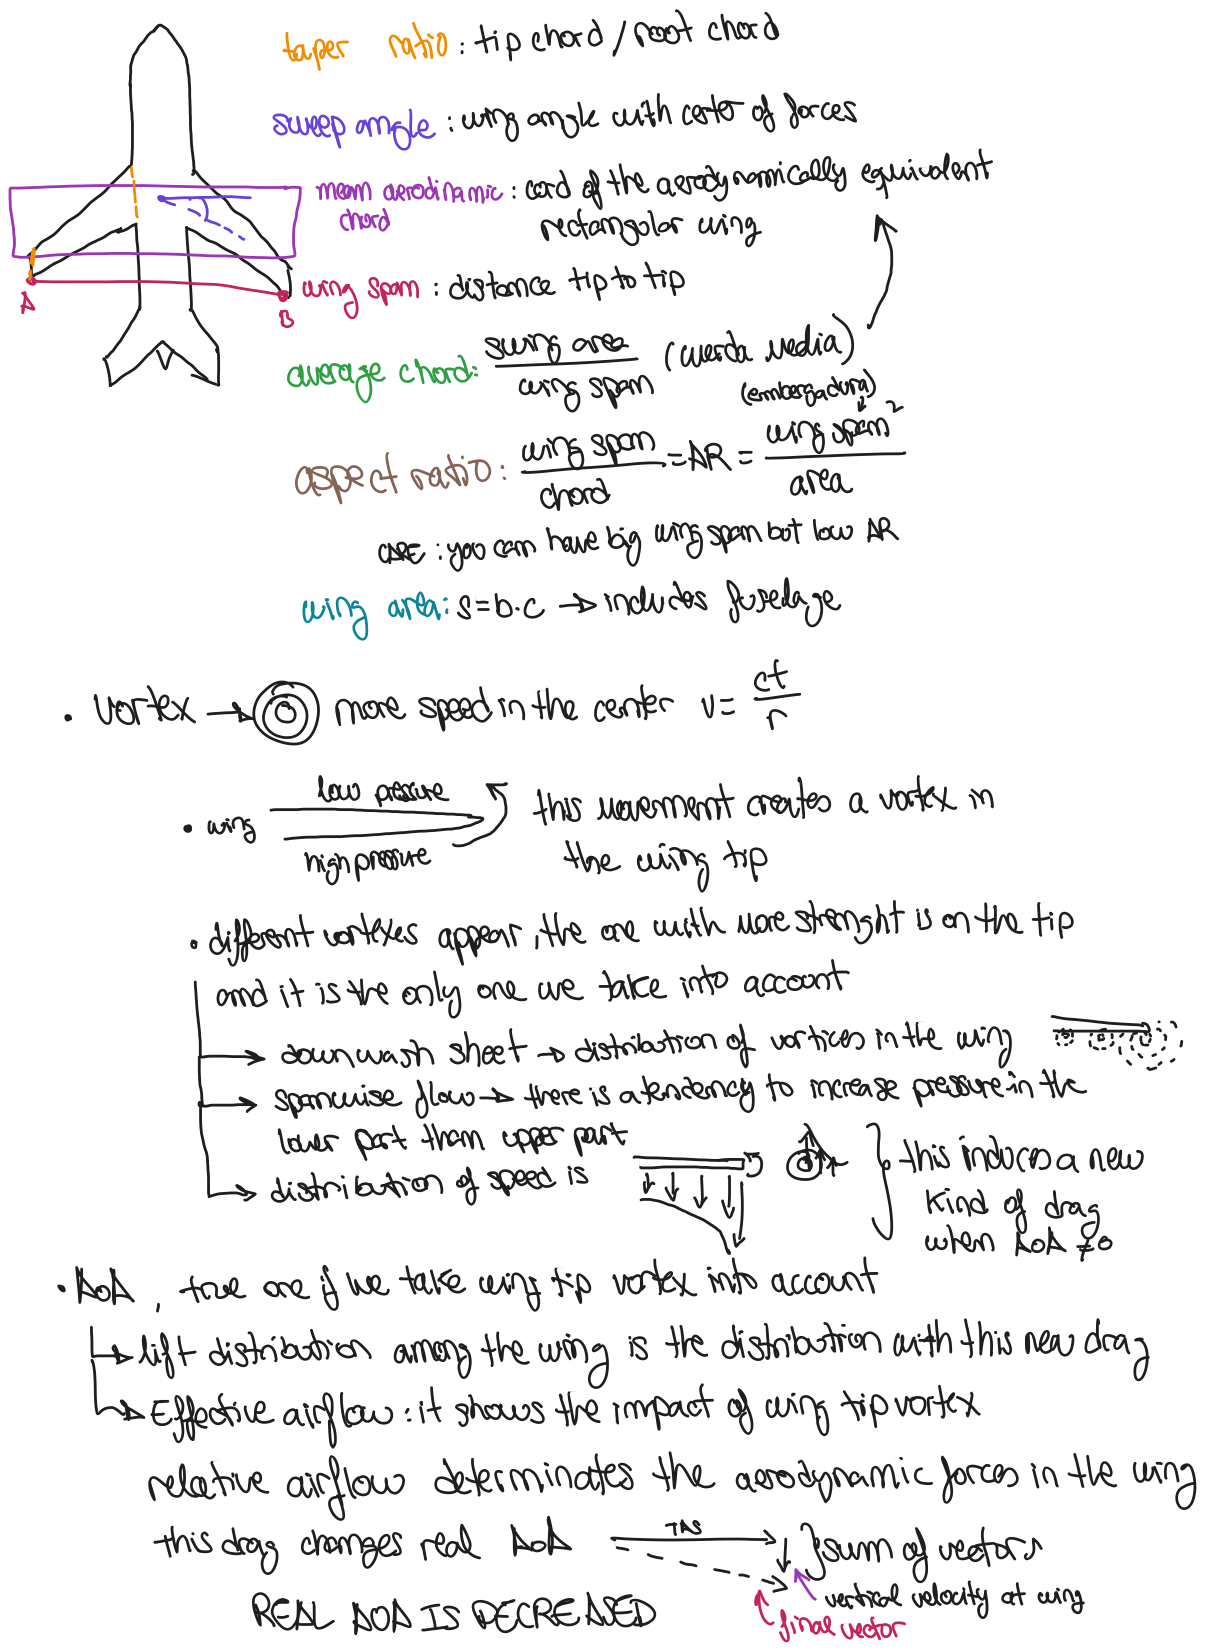 taper ratio : tip chord / root chord
sweep angle : wing angle with center of forces
mean aerodinamic chord : cord of the aerodynamically equivalent
rectangular wing
A
B
wing span : distance tip to tip
average chord: swing area / wing span (cuerda media)
(embergadura)
aspect ratio: wing span / chord = AR = wing span² / area
CARE : you can have big wing span but low AR
wing area: S = b·c → includes fuselage
• Vortex → more speed in the center v = ct / r
low pressure
• wing
high pressure
this movement creates a vortex in
the wing tip
• different vortexes appear, the one with more strenght is on the tip
and it is the only one we take into account
→ downwash sheet → distribution of vortices in the wing
→ spanwise flow → there is a tendency to increase pressure in the
lower part than upper part
→ distribution of speed is
this induces a new
kind of drag
when AoA ≠ 0
• AoA, true one if we take wing tip vortex into account
→ lift distribution among the wing is the distribution with this new drag
→ Effective airflow : it shows the impact of wing tip vortex
relative airflow determinates the aerodynamic forces in the wing
this drag changes real AoA
TAS
sum of vectors
vertical velocity at wing
final vector
REAL AOA IS DECREASED